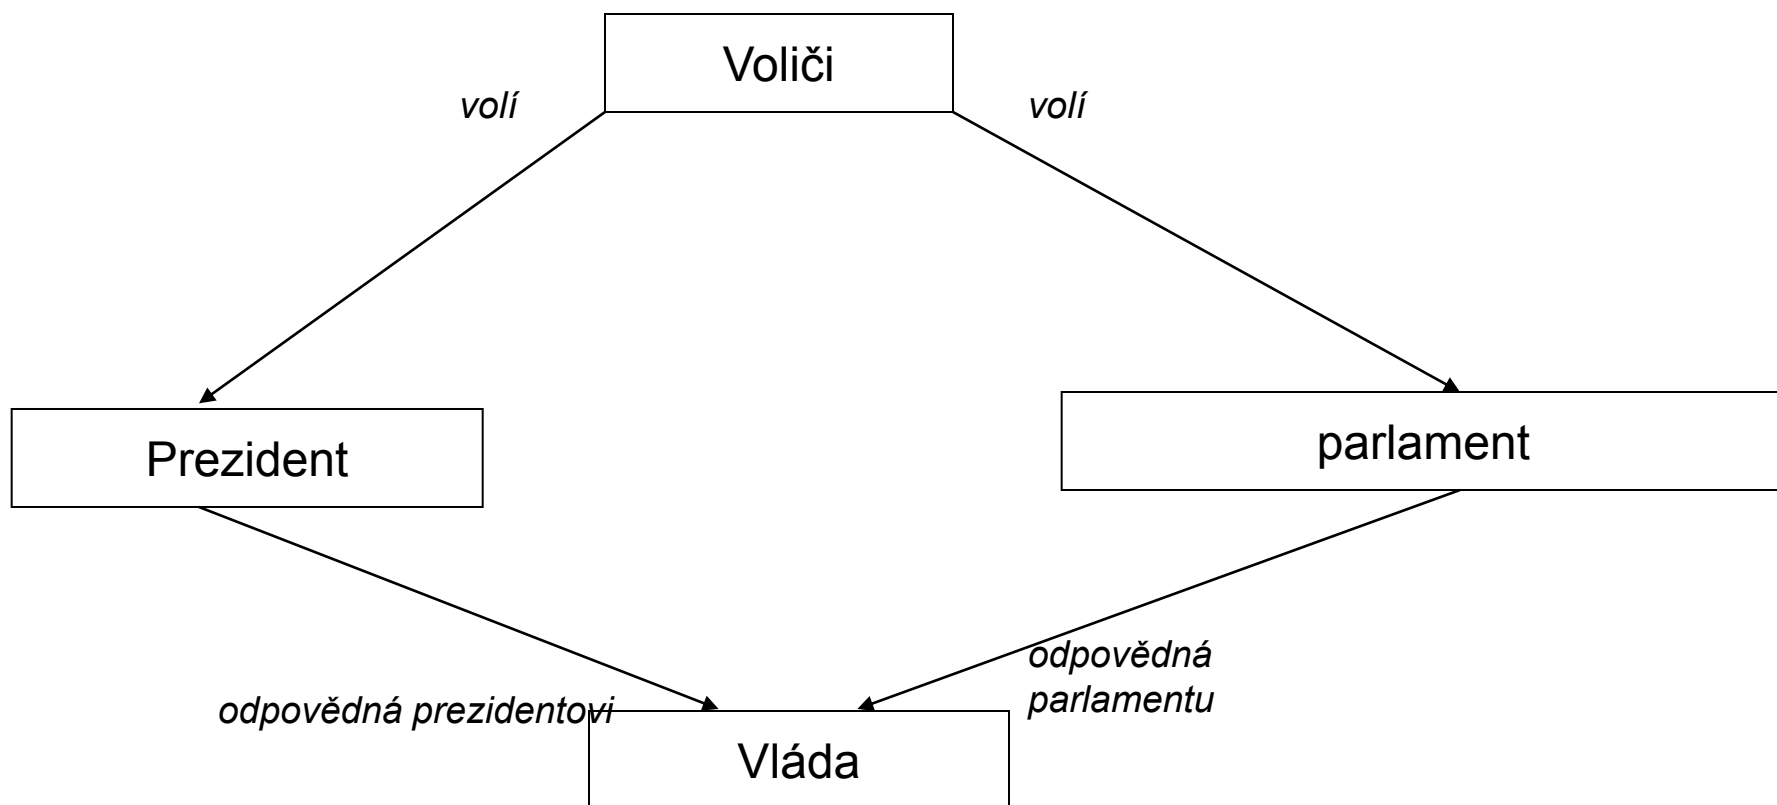 Voliči
volí
volí
Prezident
parlament
odpovědná prezidentovi
odpovědná
parlamentu
Vláda